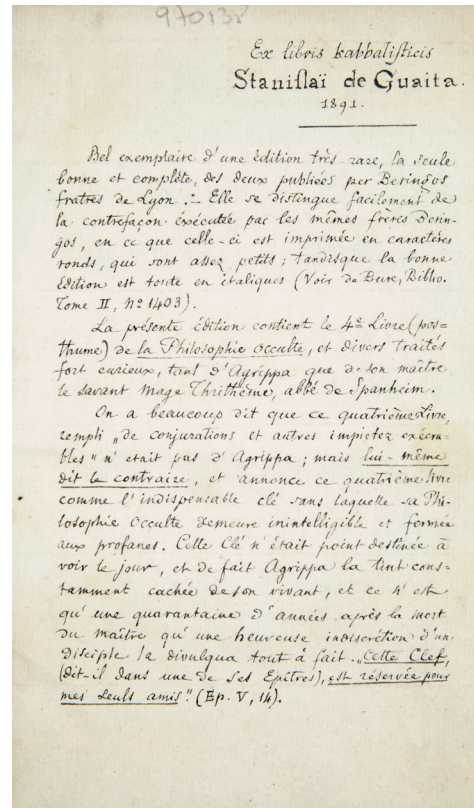 970138
Ex libris kabbalisticis
Stanislaï de Guaita.
1891.
Bel exemplaire d'une édition très-rare, la seule
bonne et complète, des deux publiées per Beringos
fratres de Lyon .- Elle se distingue facilement de
la contrefaçon éxécutée par les mêmes frères Berin-
gos, en ce que celle-ci est imprimée en caractères
ronds, qui sont assez petits ; tandisque la bonne
édition est toute en italiques (Voir de Bure, Biblio.
Tome II, Nº 1403).
La présente édition contient le 4e Livre (pos-
thume) de la Philosophie Occulte, et divers traités
fort curieux, tant d'Agrippa que de son maître
le savant mage Thrithème, abbé de Spanheim.
On a beaucoup dit que ce quatrième Livre,
rempli „de conjurations et autres impietez exécra-
bles" n'était pas d'Agrippa ; mais lui-même
dit le contraire, et annonce ce quatrième livre
comme l'indispensable clé sans laquelle sa Phi-
losophie Occulte demeure inintelligible et fermée
aux profanes. Cette Clé n'était point destinée à
voir le jour, et de fait Agrippa la tint cons-
tamment cachée de son vivant, et ce n'est
qu'une quarantaine d'années après la mort
du maître qu'une heureuse indiscrétion d'un
disciple la divulgua tout à fait. „Cette Clef,
(dit-il dans une de ses Epitres), est réservée pour
mes seuls amis." (Ep. V, 14).